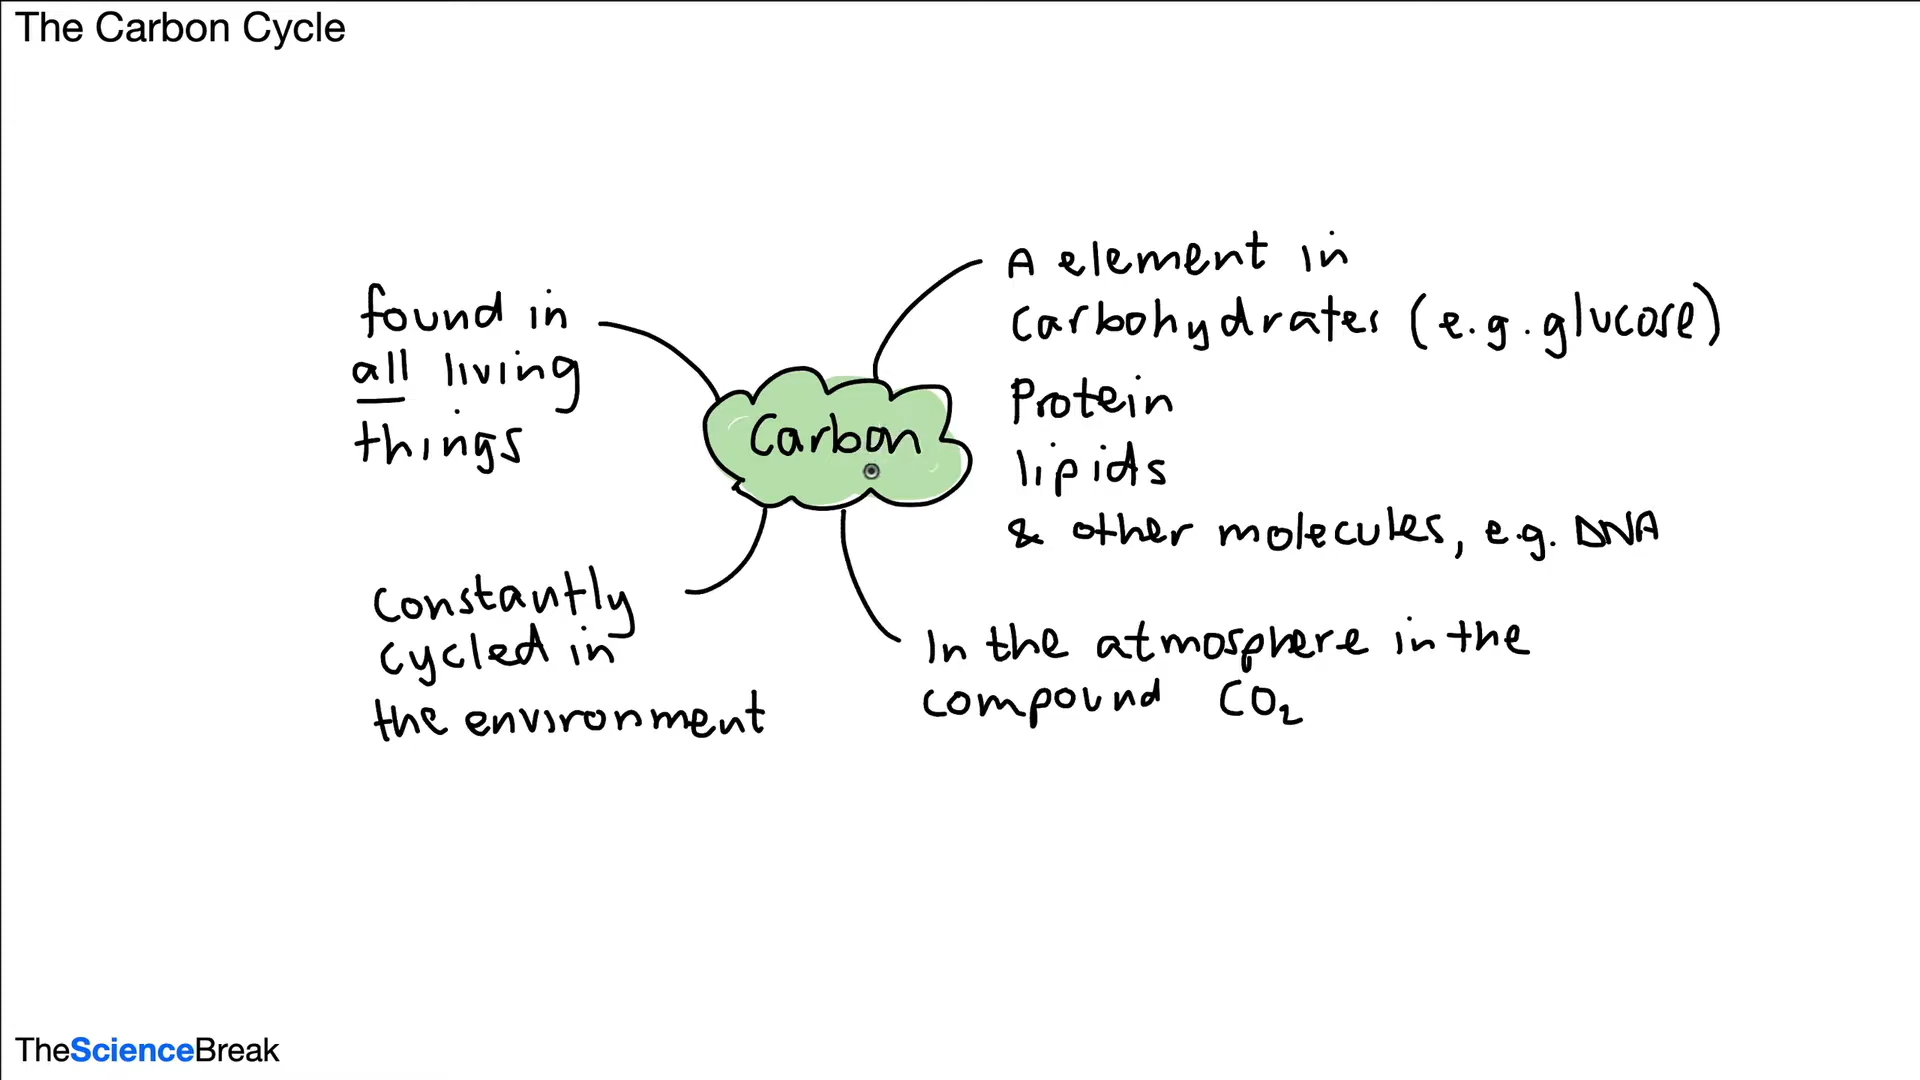 The Carbon Cycle
found in
all living
things
Carbon
A element in
carbohydrates (e.g. glucose)
Protein
lipids
& other molecules, e.g. DNA
Constantly
cycled in
the environment
In the atmosphere in the
compound CO₂
TheScienceBreak